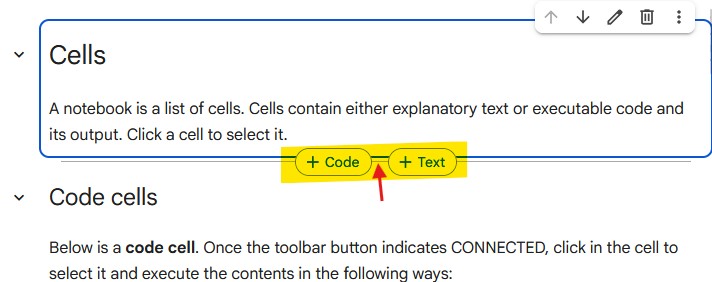 Cells
A notebook is a list of cells. Cells contain either explanatory text or executable code and
its output. Click a cell to select it.
+ Code + Text
Code cells
Below is a code cell. Once the toolbar button indicates CONNECTED, click in the cell to
select it and execute the contents in the following ways: